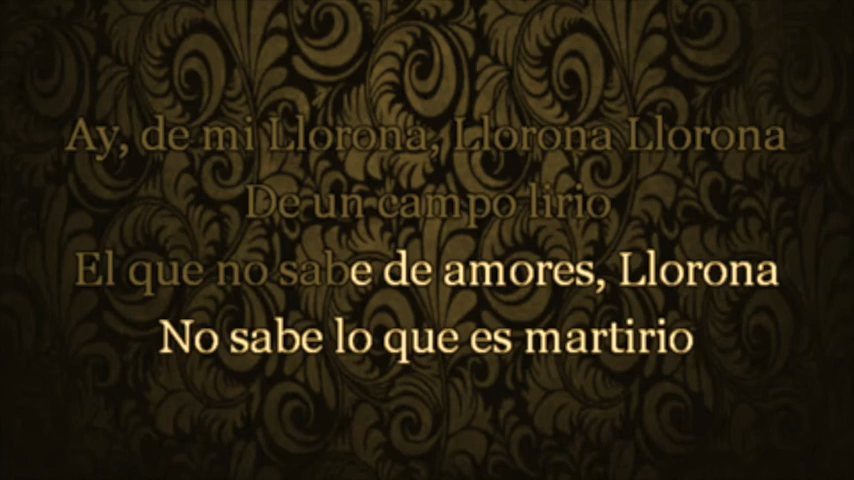 Ay, de mi Llorona, Llorona Llorona
De un campo lirio
El que no sabe de amores, Llorona
No sabe lo que es martirio